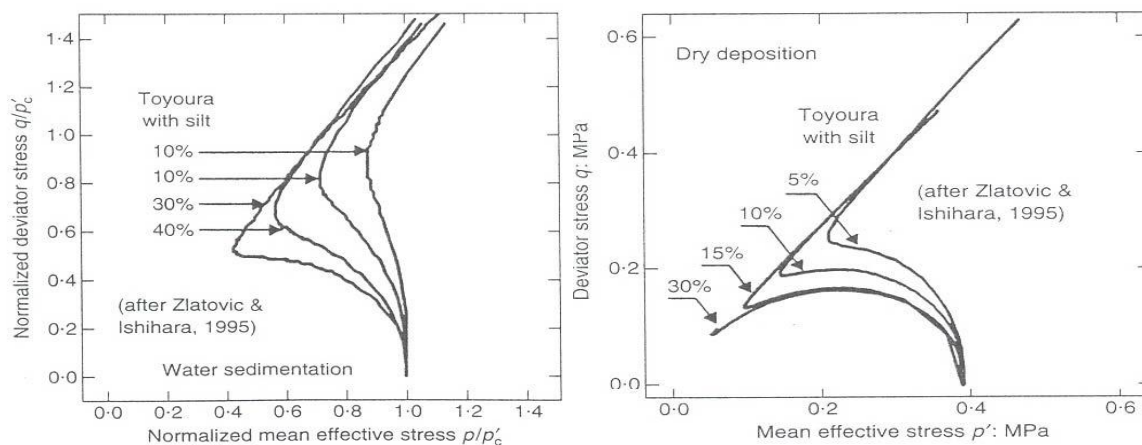 1·4
1·2
1·0
0·8
0·6
0·4
0·2
0·0
Normalized deviator stress q/p′c
Toyoura
with silt
10%
10%
30%
40%
(after Zlatovic &
Ishihara, 1995)
Water sedimentation
0·0 0·2 0·4 0·6 0·8 1·0 1·2 1·4
Normalized mean effective stress p/p′c
0·6
0·4
0·2
0·0
Deviator stress q: MPa
Dry deposition
Toyoura
with silt
5%
(after Zlatovic &
Ishihara, 1995)
10%
15%
30%
0·0 0·2 0·4 0·6
Mean effective stress p′: MPa